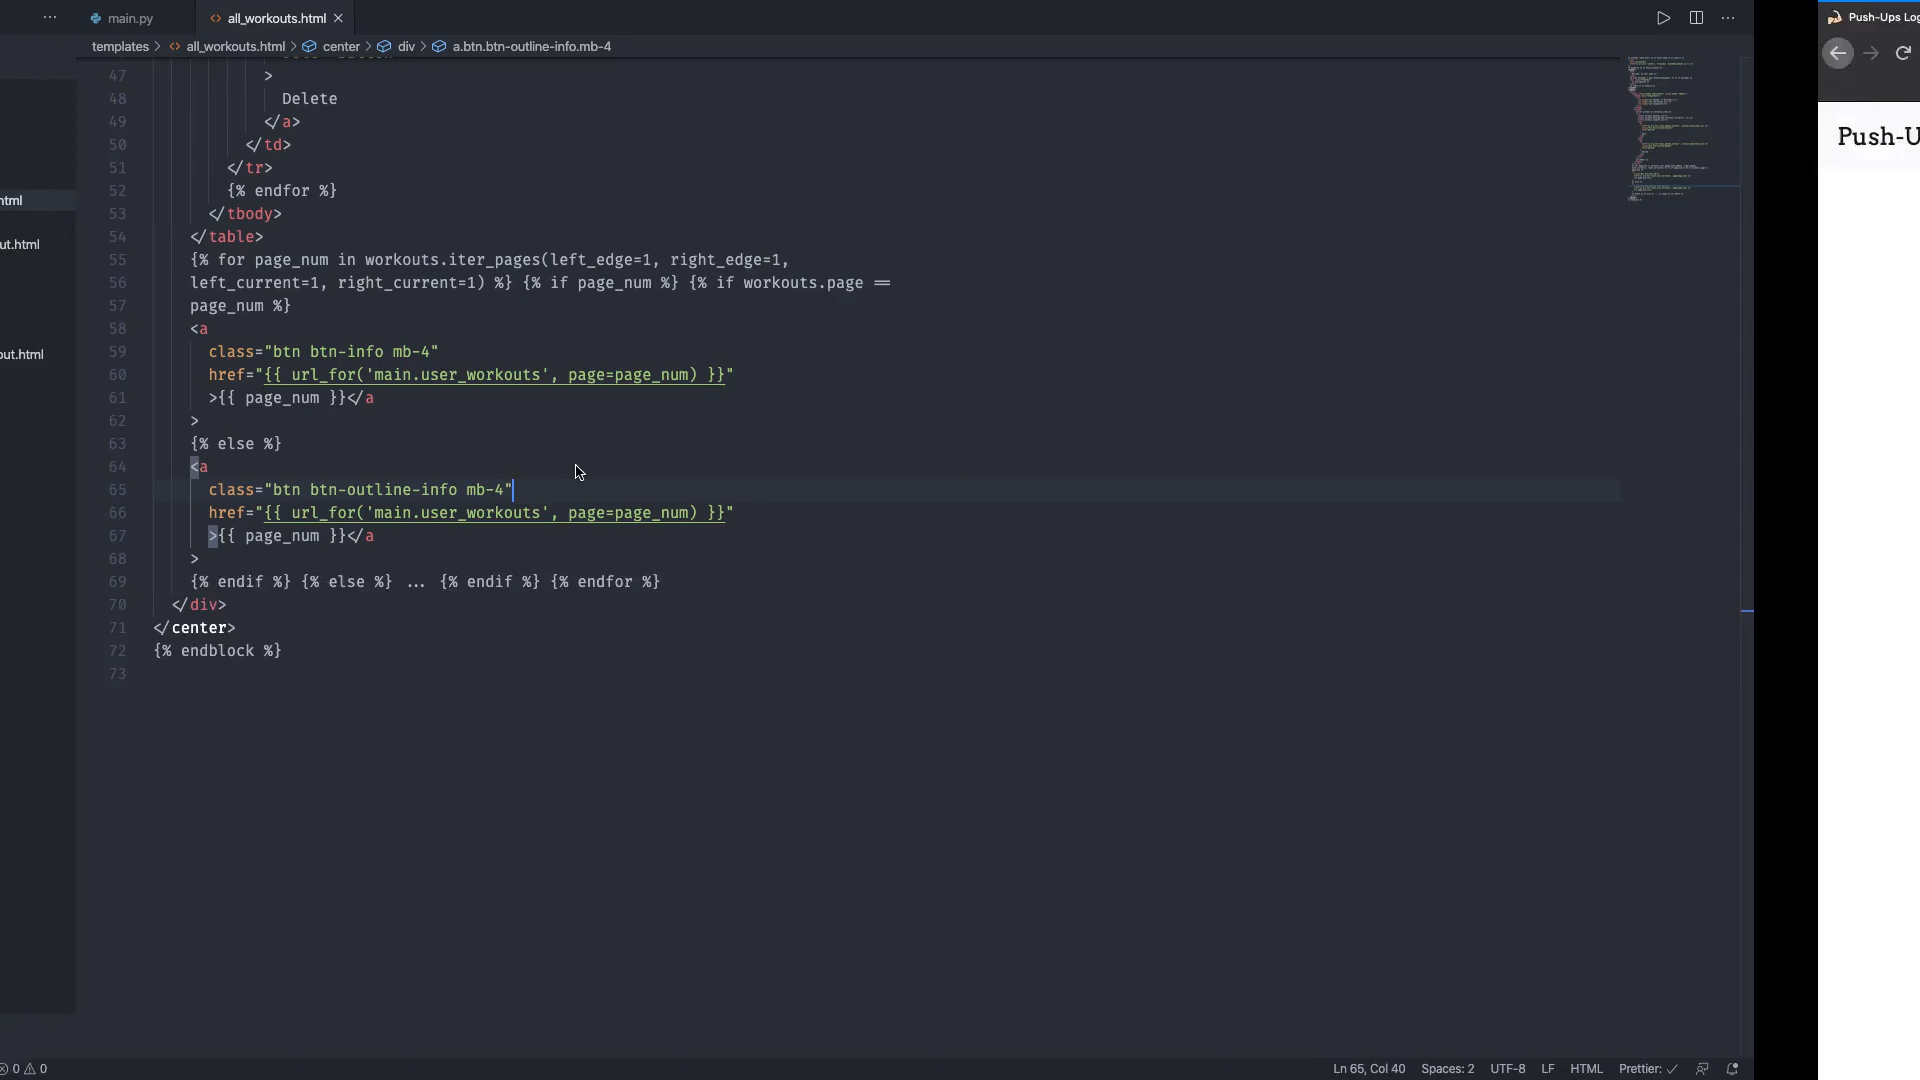 main.py
all_workouts.html
Push-Ups Log
templates > all_workouts.html > center > div > a.btn.btn-outline-info.mb-4
47 >
48 Delete
49 </a>
50 </td>
51 </tr>
52 {% endfor %}
53 </tbody>
54 </table>
55 {% for page_num in workouts.iter_pages(left_edge=1, right_edge=1,
56 left_current=1, right_current=1) %} {% if page_num %} {% if workouts.page ==
57 page_num %}
58 <a
59 class="btn btn-info mb-4"
60 href="{{ url_for('main.user_workouts', page=page_num) }}"
61 >{{ page_num }}</a
62 >
63 {% else %}
64 <a
65 class="btn btn-outline-info mb-4"
66 href="{{ url_for('main.user_workouts', page=page_num) }}"
67 >{{ page_num }}</a
68 >
69 {% endif %} {% else %} ... {% endif %} {% endfor %}
70 </div>
71 </center>
72 {% endblock %}
73
html
ut.html
out.html
Push-U
0 0
Ln 65, Col 40 Spaces: 2 UTF-8 LF HTML Prettier: ✓